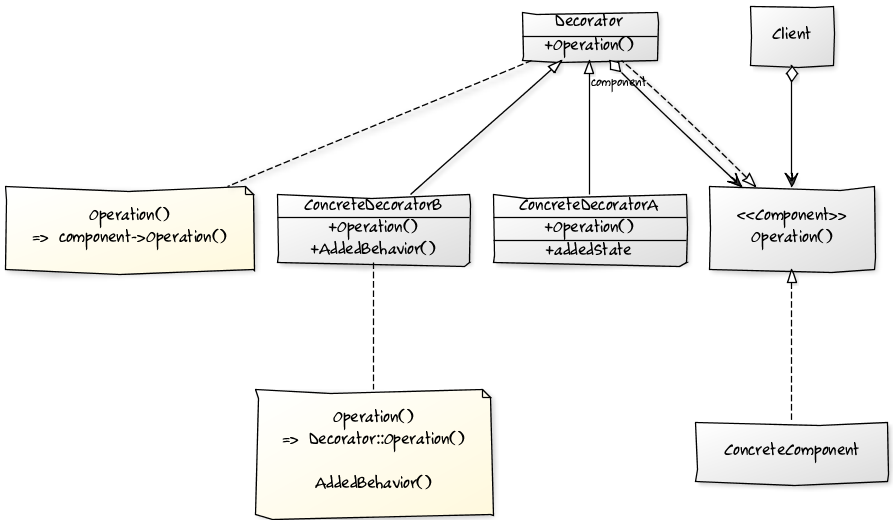 Decorator
+Operation()
Client
component
Operation()
=> component->Operation()
ConcreteDecoratorB
+Operation()
+AddedBehavior()
ConcreteDecoratorA
+Operation()
+addedState
<<Component>>
Operation()
Operation()
=> Decorator::Operation()
AddedBehavior()
ConcreteComponent